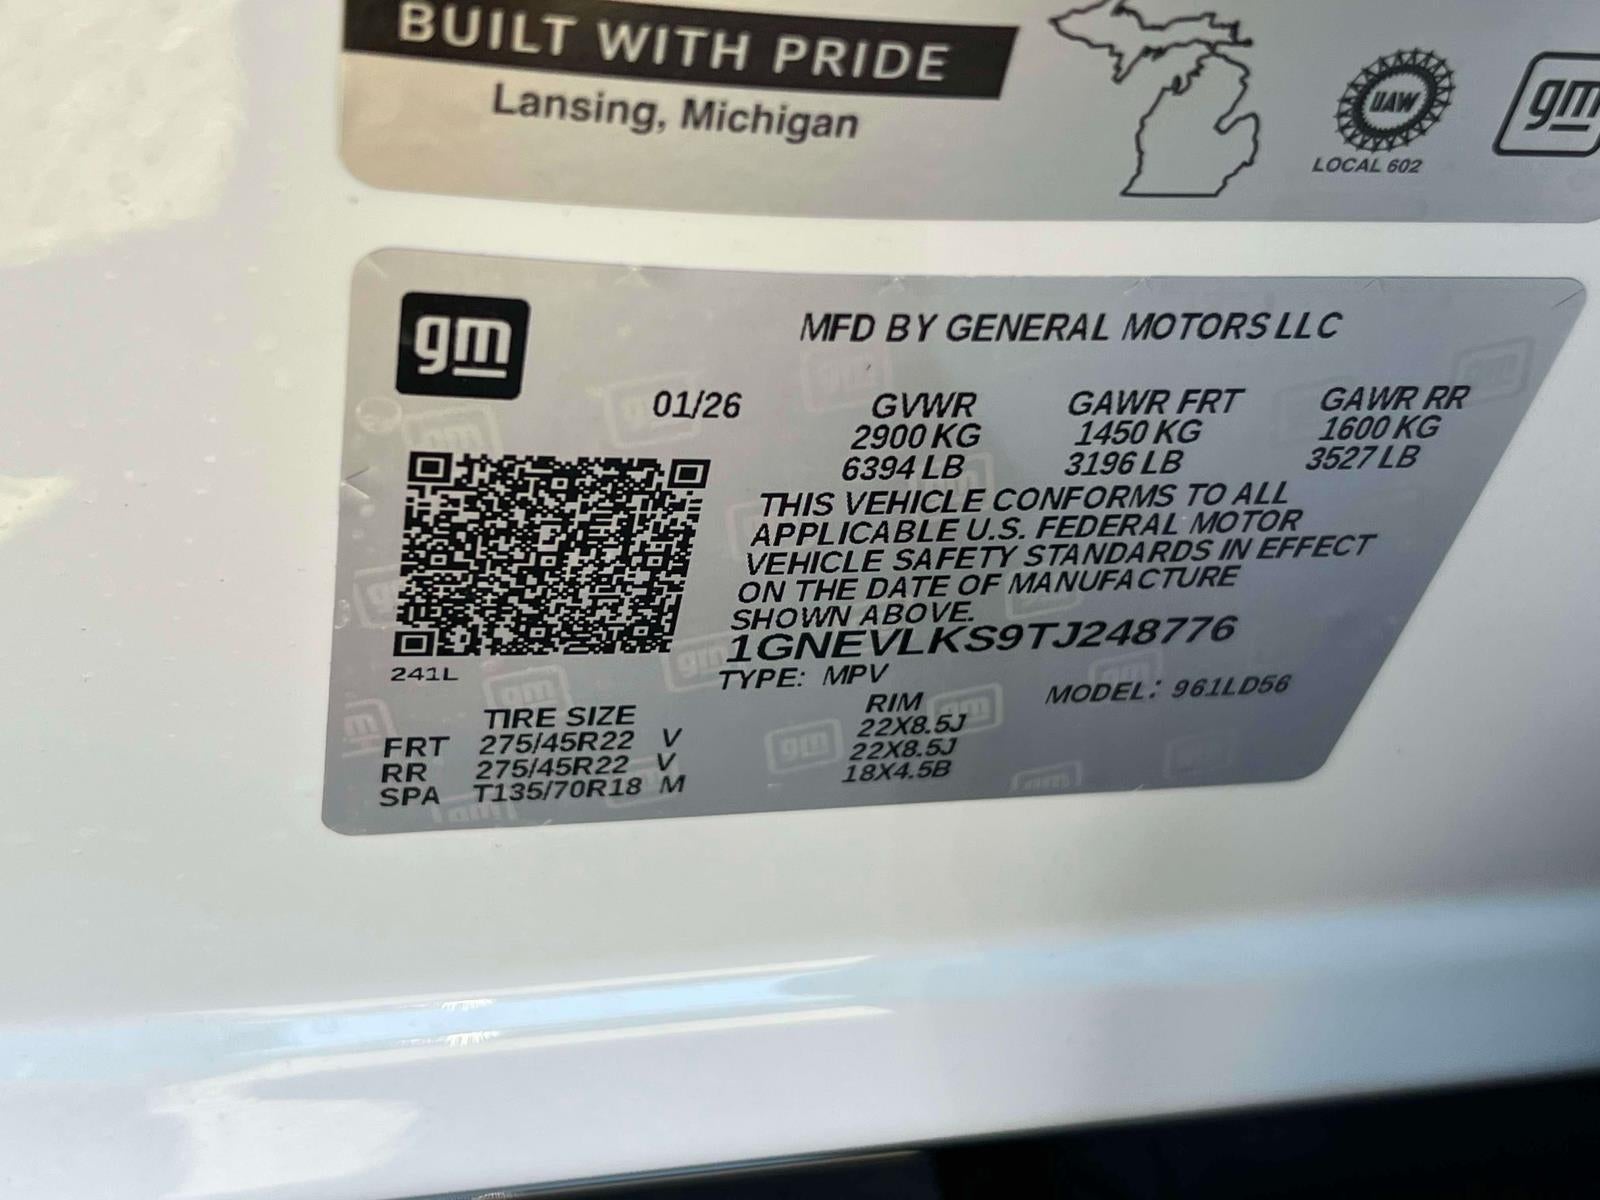 BUILT WITH PRIDE
Lansing, Michigan
UAW
LOCAL 602
gm
gm
MFD BY GENERAL MOTORS LLC
01/26
GVWR GAWR FRT GAWR RR
2900 KG 1450 KG 1600 KG
6394 LB 3196 LB 3527 LB
THIS VEHICLE CONFORMS TO ALL
APPLICABLE U.S. FEDERAL MOTOR
VEHICLE SAFETY STANDARDS IN EFFECT
ON THE DATE OF MANUFACTURE
SHOWN ABOVE.
1GNEVLKS9TJ248776
241L
TYPE: MPV MODEL: 961LD56
TIRE SIZE RIM
FRT 275/45R22 V 22X8.5J
RR 275/45R22 V 22X8.5J
SPA T135/70R18 M 18X4.5B